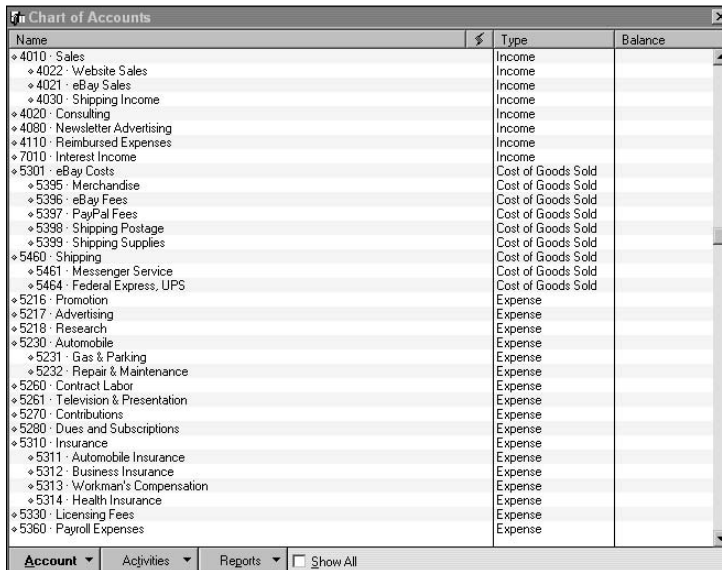 Chart of Accounts
Name Type Balance
4010 · Sales Income
4022 · Website Sales Income
4021 · eBay Sales Income
4030 · Shipping Income Income
4020 · Consulting Income
4080 · Newsletter Advertising Income
4110 · Reimbursed Expenses Income
7010 · Interest Income Income
5301 · eBay Costs Cost of Goods Sold
5395 · Merchandise Cost of Goods Sold
5396 · eBay Fees Cost of Goods Sold
5397 · PayPal Fees Cost of Goods Sold
5398 · Shipping Postage Cost of Goods Sold
5399 · Shipping Supplies Cost of Goods Sold
5460 · Shipping Cost of Goods Sold
5461 · Messenger Service Cost of Goods Sold
5464 · Federal Express, UPS Cost of Goods Sold
5216 · Promotion Expense
5217 · Advertising Expense
5218 · Research Expense
5230 · Automobile Expense
5231 · Gas & Parking Expense
5232 · Repair & Maintenance Expense
5260 · Contract Labor Expense
5261 · Television & Presentation Expense
5270 · Contributions Expense
5280 · Dues and Subscriptions Expense
5310 · Insurance Expense
5311 · Automobile Insurance Expense
5312 · Business Insurance Expense
5313 · Workman's Compensation Expense
5314 · Health Insurance Expense
5330 · Licensing Fees Expense
5360 · Payroll Expenses Expense
Account Activities Reports Show All